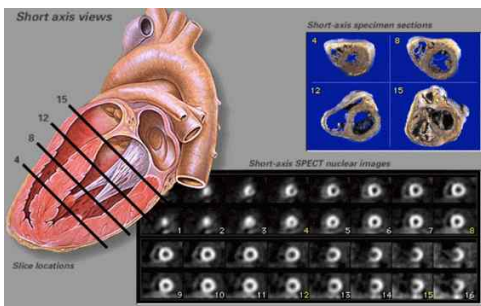 Short axis views
Short-axis specimen sections
4
8
12
15
15
12
8
4
Short-axis SPECT nuclear images
1 2 3 4 5 6 7 8
9 10 11 12 13 14 15 16
Slice locations